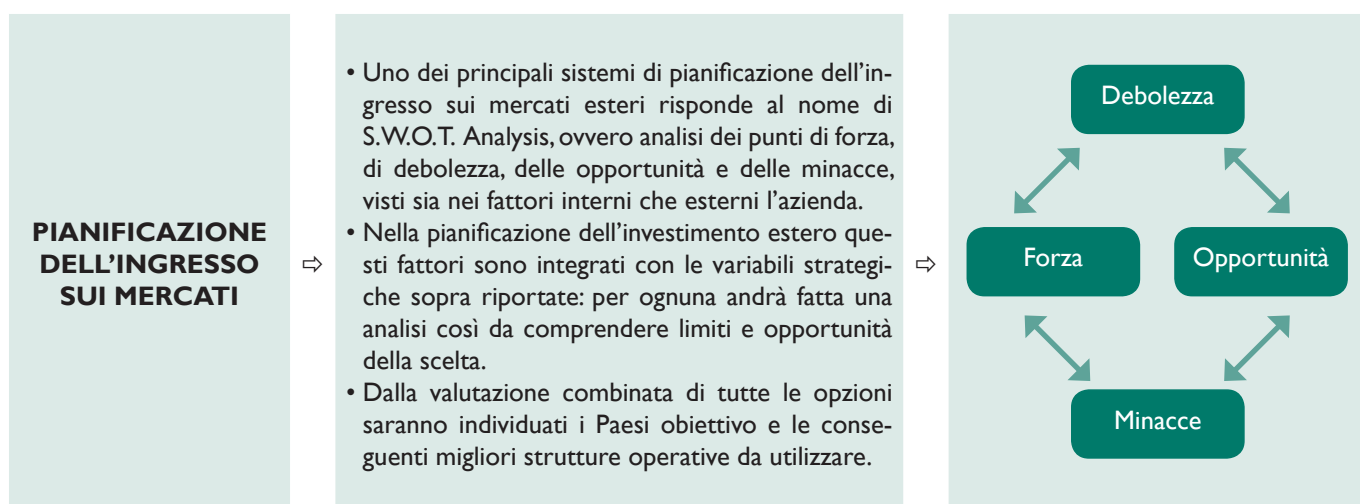 PIANIFICAZIONE
DELL'INGRESSO
SUI MERCATI
⇨
• Uno dei principali sistemi di pianificazione dell'in-
gresso sui mercati esteri risponde al nome di
S.W.O.T. Analysis, ovvero analisi dei punti di forza,
di debolezza, delle opportunità e delle minacce,
visti sia nei fattori interni che esterni l'azienda.
• Nella pianificazione dell'investimento estero que-
sti fattori sono integrati con le variabili strategi-
che sopra riportate: per ognuna andrà fatta una
analisi così da comprendere limiti e opportunità
della scelta.
• Dalla valutazione combinata di tutte le opzioni
saranno individuati i Paesi obiettivo e le conse-
guenti migliori strutture operative da utilizzare.
⇨
Debolezza
Forza
Opportunità
Minacce